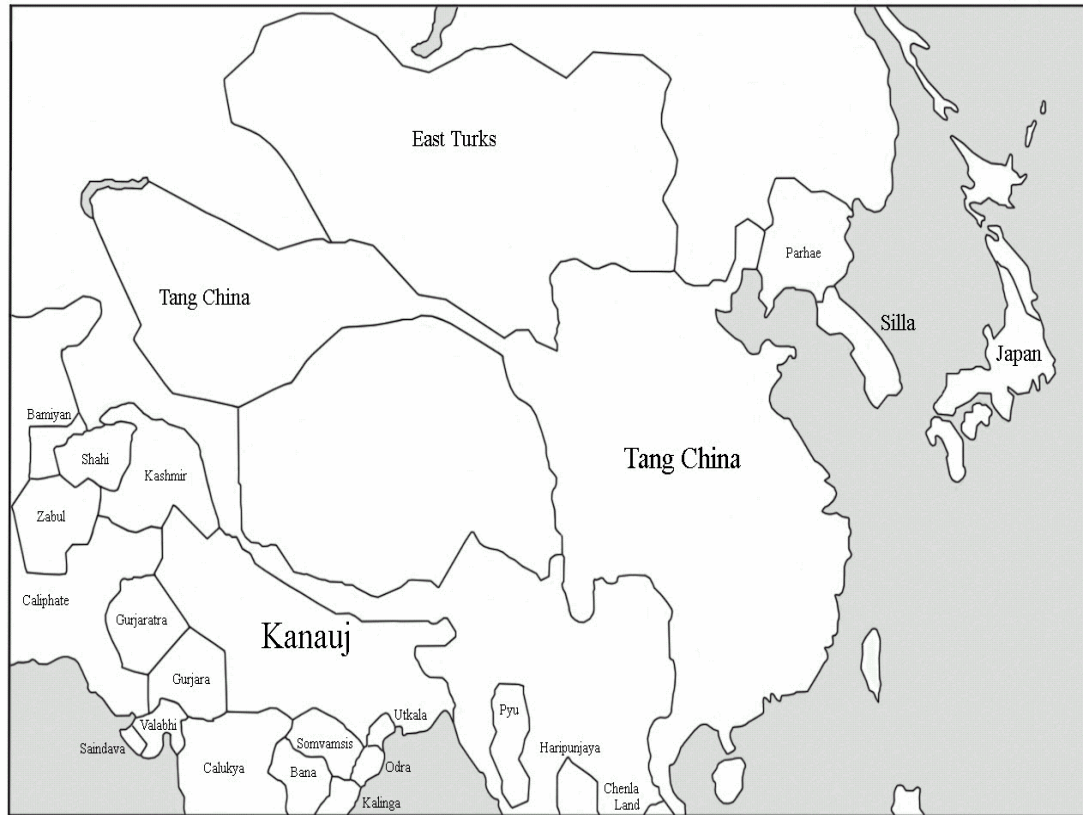 East Turks
Parhae
Tang China
Silla
Japan
Bamiyan
Shahi
Tang China
Kashmir
Zabul
Caliphate
Gurjaratra
Kanauj
Gurjara
Pyu
Utkala
Valabhi
Saindava
Somvamsis
Haripunjaya
Calukya
Bana
Odra
Chenla
Land
Kalinga